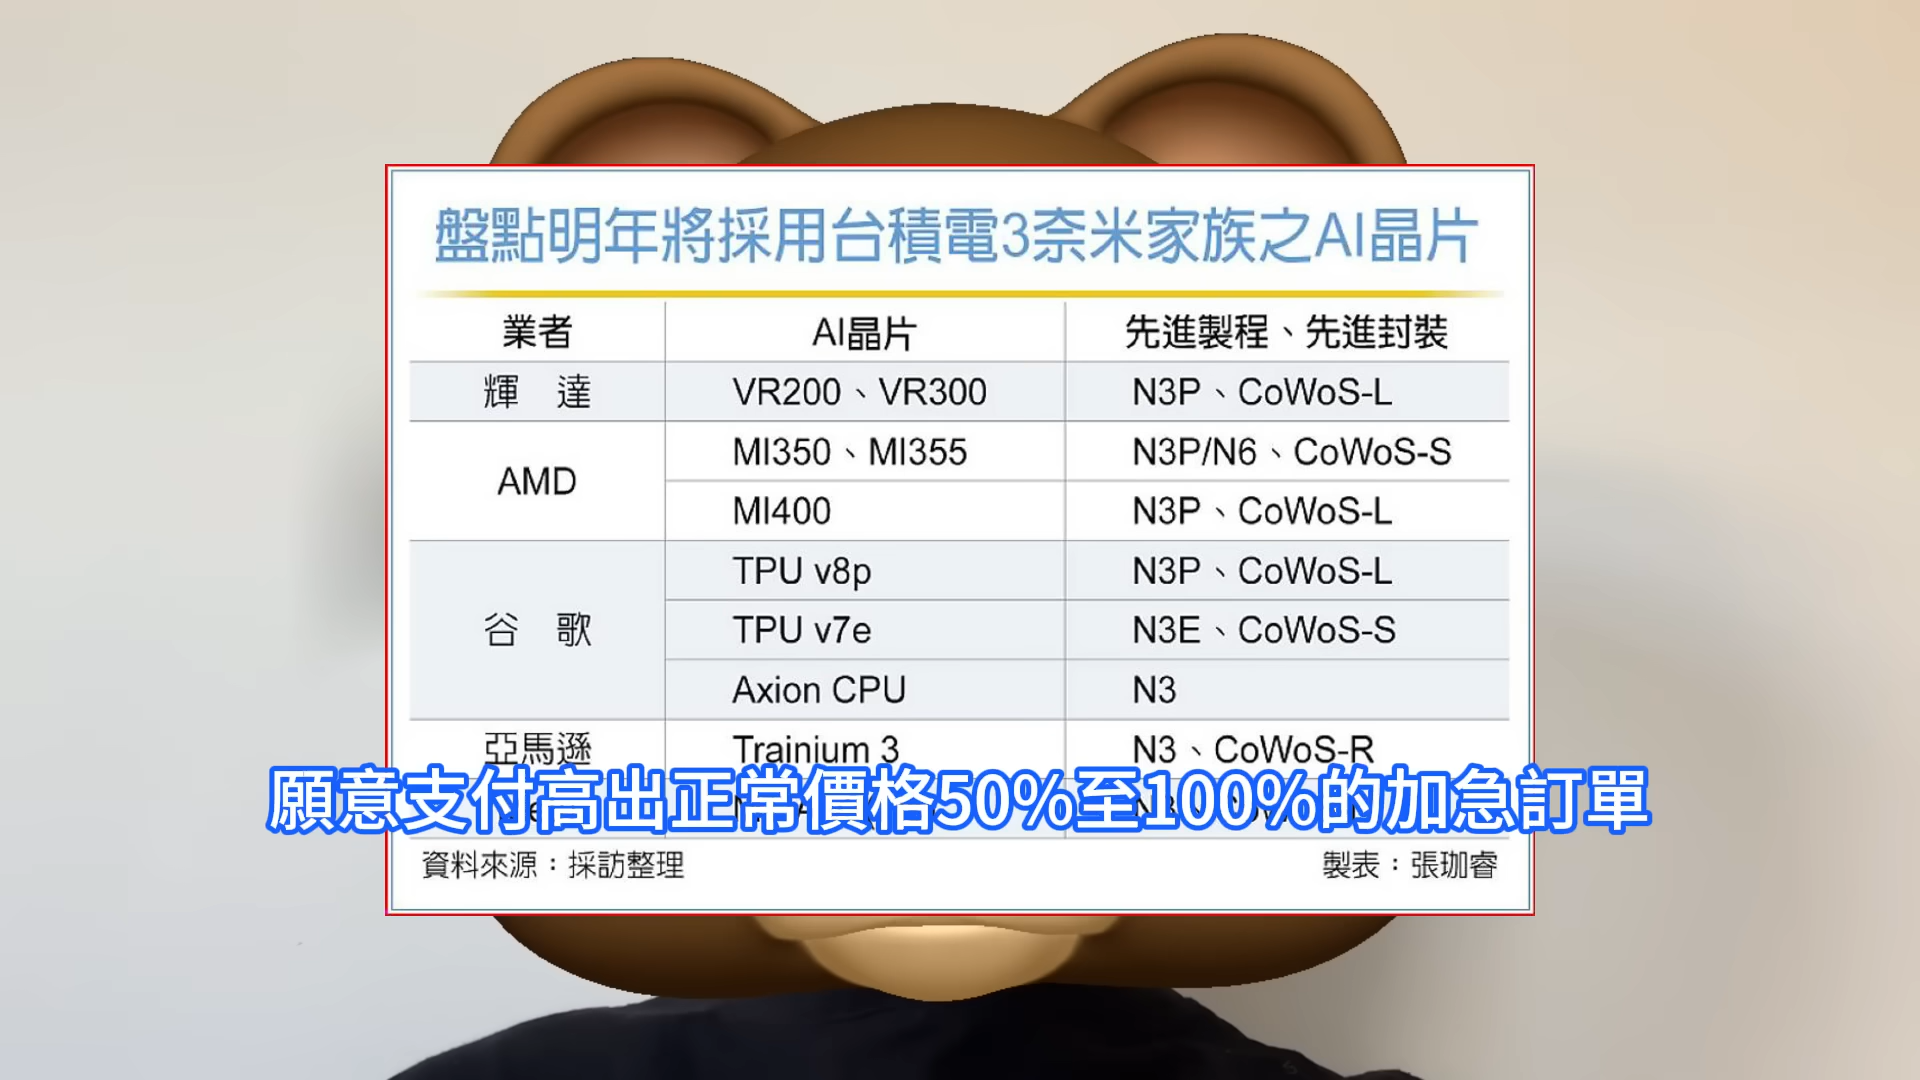 盤點明年將採用台積電3奈米家族之AI晶片
業者 AI晶片 先進製程、先進封裝
輝 達 VR200、VR300 N3P、CoWoS-L
AMD MI350、MI355 N3P/N6、CoWoS-S
MI400 N3P、CoWoS-L
谷 歌 TPU v8p N3P、CoWoS-L
TPU v7e N3E、CoWoS-S
Axion CPU N3
亞馬遜 Trainium 3 N3、CoWoS-R
願意支付高出正常價格50%至100%的加急訂單
資料來源：採訪整理 製表：張珈睿